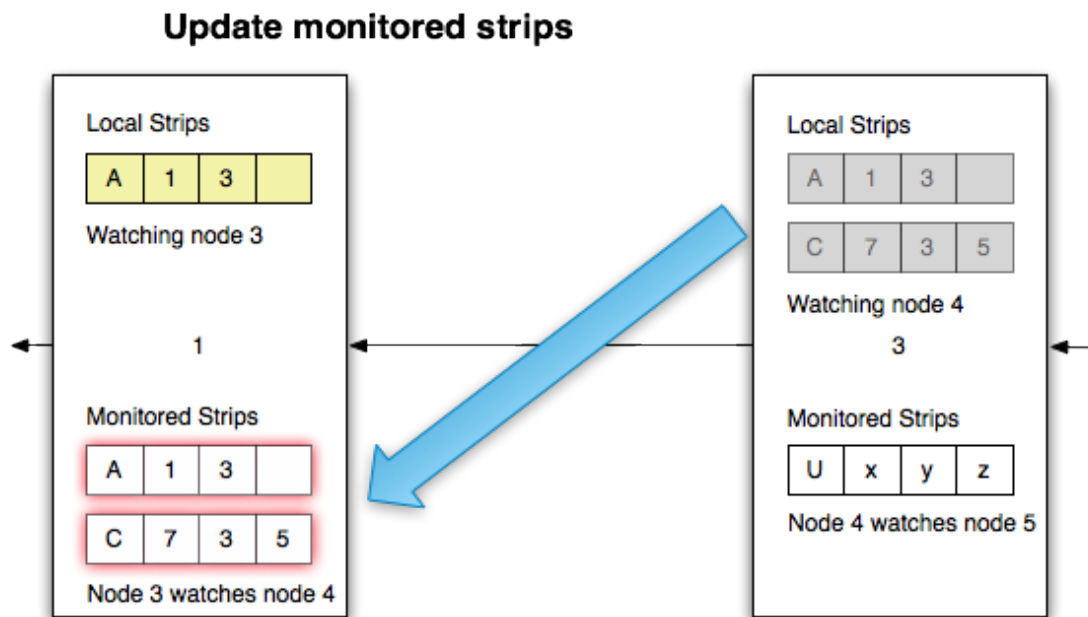 Update monitored strips
Local Strips
A 1 3
Watching node 3
1
Monitored Strips
A 1 3
C 7 3 5
Node 3 watches node 4
Local Strips
A 1 3
C 7 3 5
Watching node 4
3
Monitored Strips
U x y z
Node 4 watches node 5